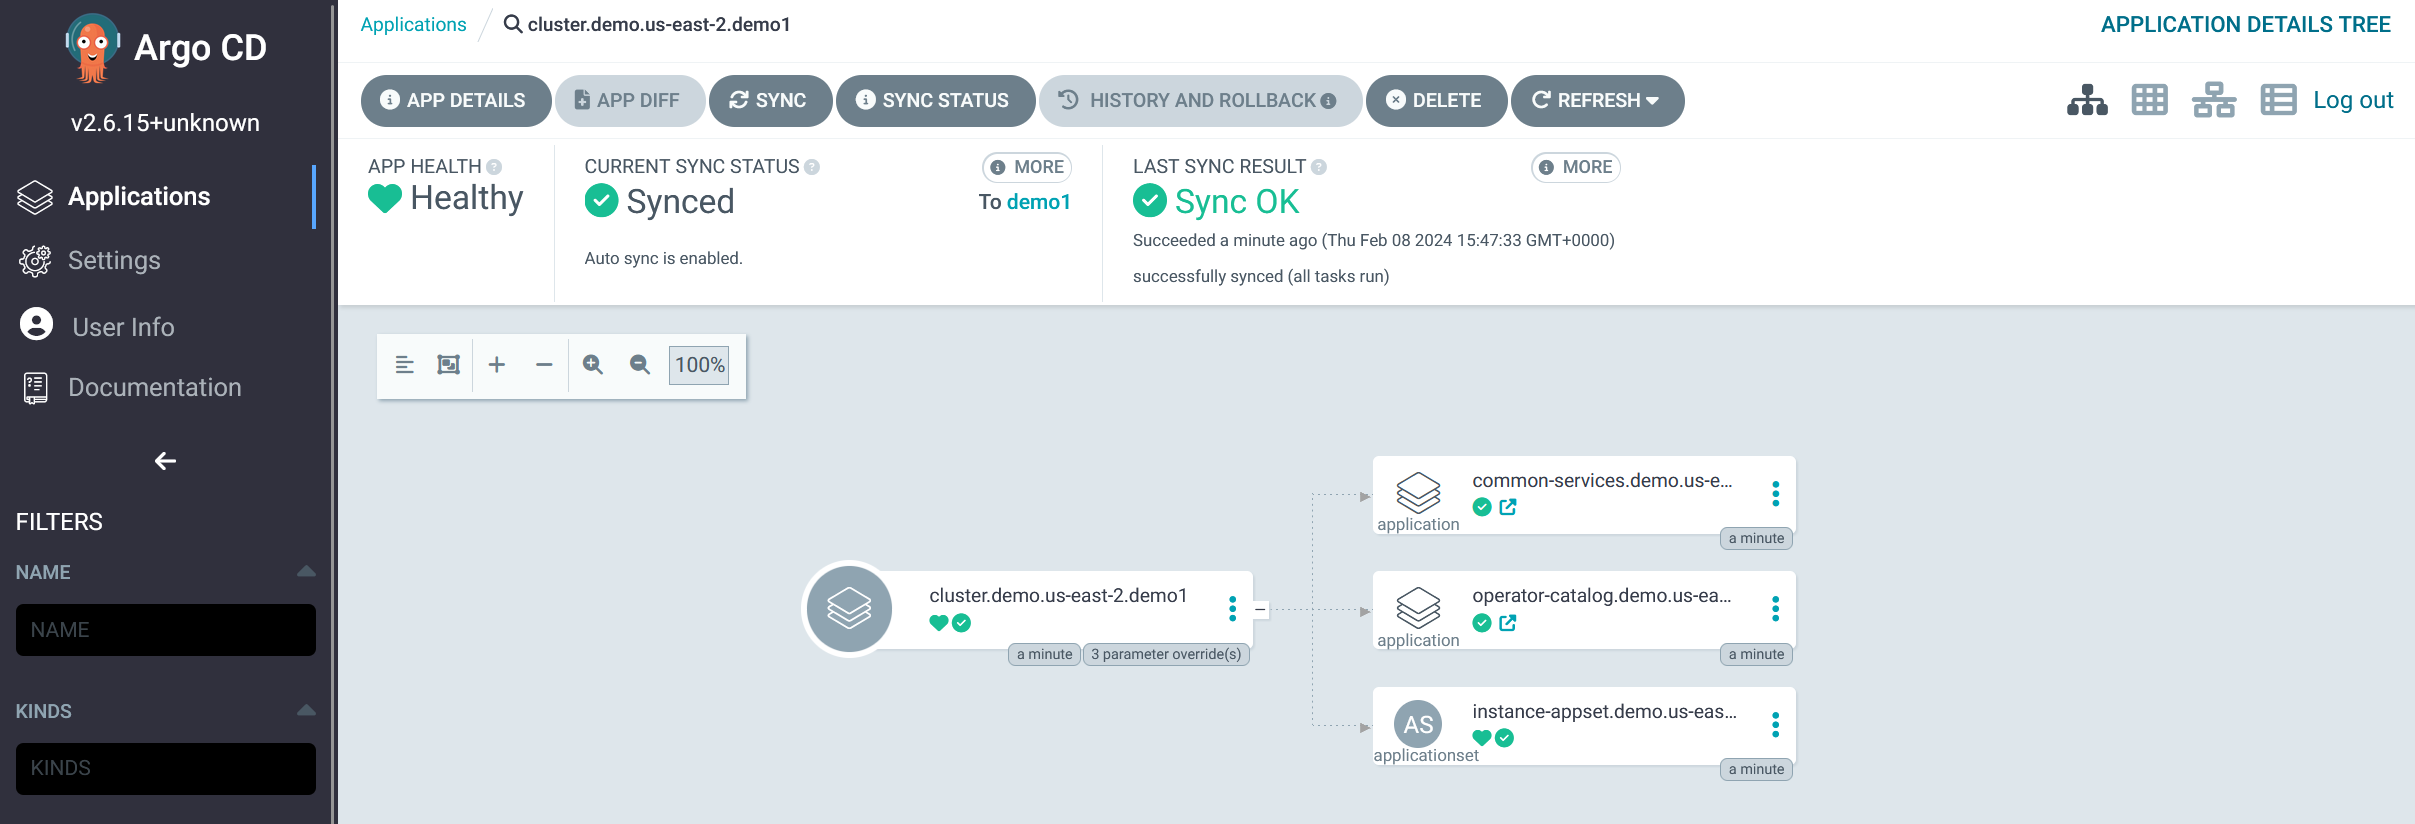 Argo CD
v2.6.15+unknown
Applications
Settings
User Info
Documentation
FILTERS
NAME
NAME
KINDS
KINDS
Applications
cluster.demo.us-east-2.demo1
APPLICATION DETAILS TREE
APP DETAILS
APP DIFF
SYNC
SYNC STATUS
HISTORY AND ROLLBACK
DELETE
REFRESH
Log out
APP HEALTH
Healthy
CURRENT SYNC STATUS
MORE
Synced
To demo1
Auto sync is enabled.
LAST SYNC RESULT
MORE
Sync OK
Succeeded a minute ago (Thu Feb 08 2024 15:47:33 GMT+0000)
successfully synced (all tasks run)
100%
cluster.demo.us-east-2.demo1
a minute
3 parameter override(s)
common-services.demo.us-e...
application
a minute
operator-catalog.demo.us-ea...
application
a minute
AS
instance-appset.demo.us-eas...
applicationset
a minute